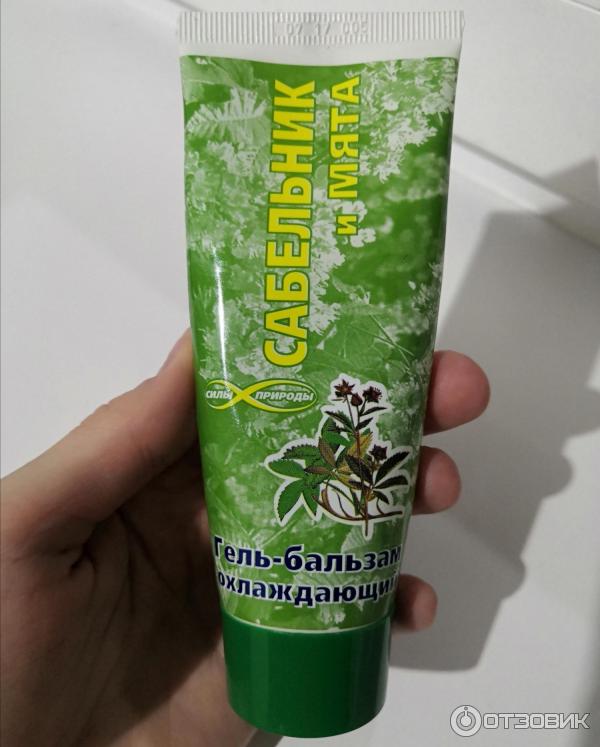 САБЕЛЬНИК
и МЯТА
СИЛЫ ПРИРОДЫ
Гель-бальзам
охлаждающий
ОТЗОВИК